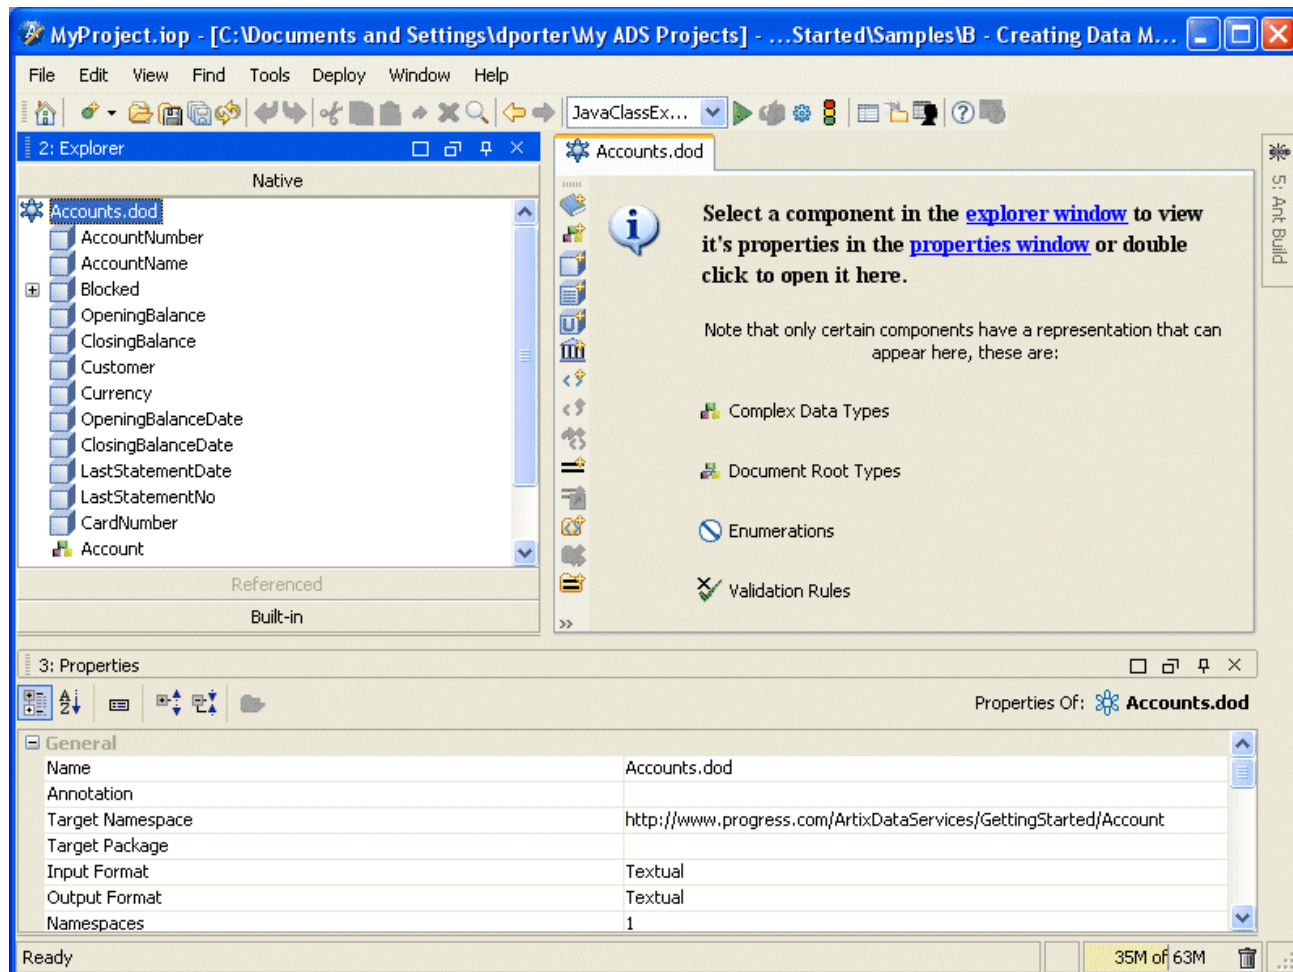 MyProject.iop - [C:\Documents and Settings\dporter\My ADS Projects] - ...Started\Samples\B - Creating Data M...
File Edit View Find Tools Deploy Window Help
JavaClassEx...
2: Explorer
Native
Accounts.dod
AccountNumber
AccountName
Blocked
OpeningBalance
ClosingBalance
Customer
Currency
OpeningBalanceDate
ClosingBalanceDate
LastStatementDate
LastStatementNo
CardNumber
Account
Referenced
Built-in
Accounts.dod
Select a component in the explorer window to view
it's properties in the properties window or double
click to open it here.
Note that only certain components have a representation that can
appear here, these are:
Complex Data Types
Document Root Types
Enumerations
Validation Rules
»
5: Ant Build
3: Properties
Properties Of: Accounts.dod
General
Name Accounts.dod
Annotation
Target Namespace http://www.progress.com/ArtixDataServices/GettingStarted/Account
Target Package
Input Format Textual
Output Format Textual
Namespaces 1
Ready
35M of 63M